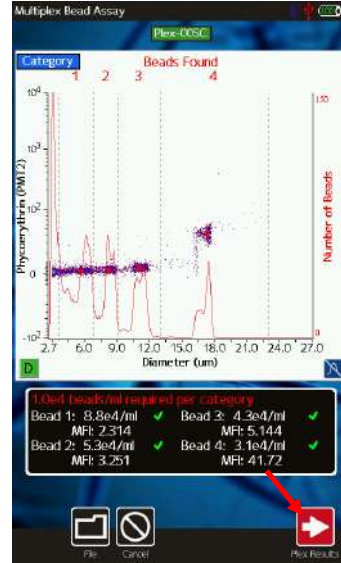 Multiplex Bead Assay
Plex-005C
Category
Beads Found
1 2 3 4
10⁴
10³
10²
0
-10²
Phycoerythrin (PMT2)
150
0
Number of Beads
2.7 6.0 9.0 12.0 15.0 18.0 21.0 24.0 27.0
Diameter (um)
D
1.0e4 beads/ml required per category
Bead 1: 8.8e4/ml ✓ Bead 3: 4.3e4/ml ✓
MFI: 2.314 MFI: 5.144
Bead 2: 5.3e4/ml ✓ Bead 4: 3.1e4/ml ✓
MFI: 3.251 MFI: 41.72
File Cancel Plex Results